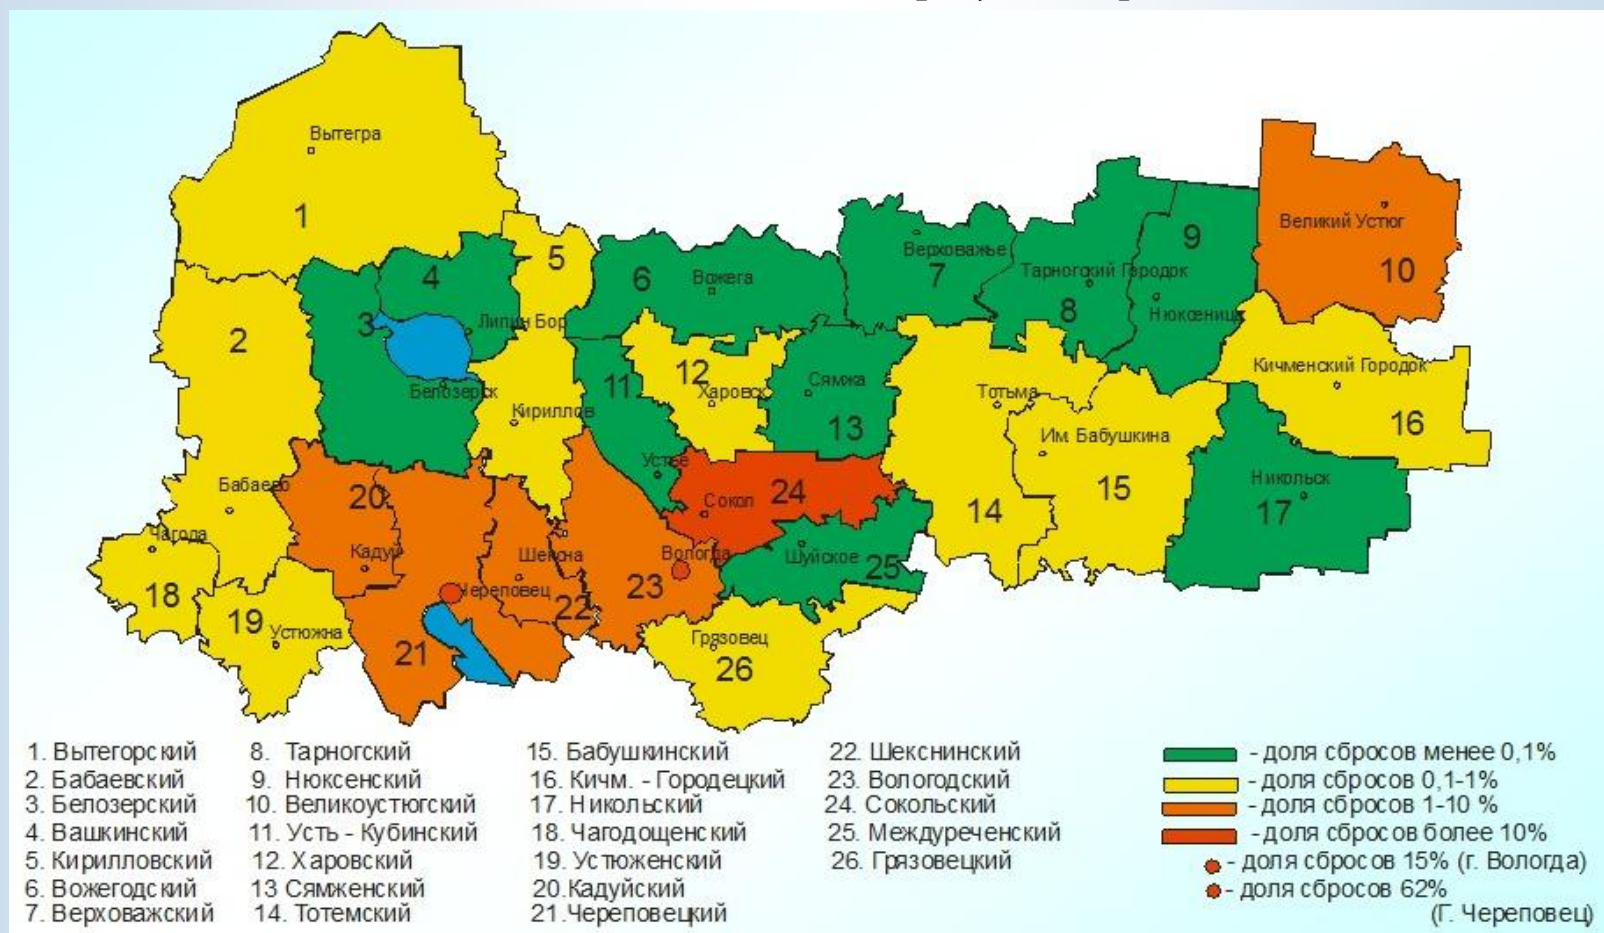 Вытегра
1
Великий Устюг
10
5
4
9
6
Вожега
Верховажье
7
Тарногский Городок
8
Нюксеница
3
Липин Бор
2
Белозерск
Кириллов
11
12
Харовск
Сямжа
13
Тотьма
Кичменский Городок
16
Им. Бабушкина
15
14
Никольск
17
Устье
Сокол
24
Бабаево
20
Чагода
Кадуй
Шексна
Вологда
Шуйское
25
18
Череповец
22
23
19
Устюжна
21
Грязовец
26
1. Вытегорский
2. Бабаевский
3. Белозерский
4. Вашкинский
5. Кирилловский
6. Вожегодский
7. Верховажский
8. Тарногский
9. Нюксенский
10. Великоустюгский
11. Усть - Кубинский
12. Харовский
13 Сямженский
14. Тотемский
15. Бабушкинский
16. Кичм. - Городецкий
17. Никольский
18. Чагодощенский
19. Устюженский
20.Кадуйский
21.Череповецкий
22. Шекснинский
23. Вологодский
24. Сокольский
25. Междуреченский
26. Грязовецкий
- доля сбросов менее 0,1%
- доля сбросов 0,1-1%
- доля сбросов 1-10 %
- доля сбросов более 10%
- доля сбросов 15% (г. Вологда)
- доля сбросов 62%
(Г. Череповец)